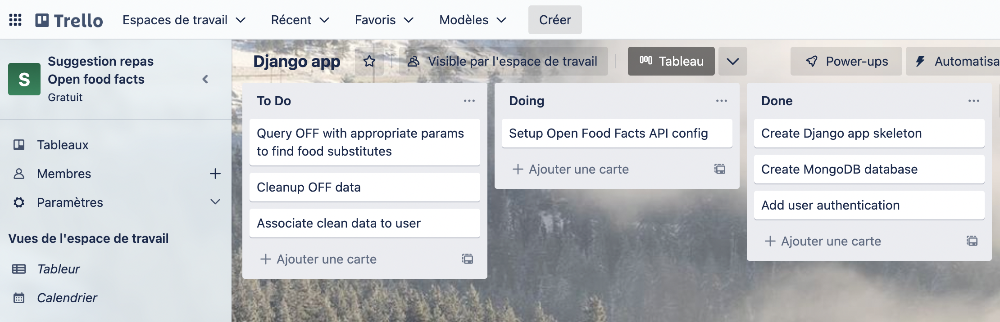 Trello
Espaces de travail
Récent
Favoris
Modèles
Créer
S
Suggestion repas
Open food facts
Gratuit
Tableaux
Membres
Paramètres
Vues de l'espace de travail
Tableur
Calendrier
Django app
Visible par l'espace de travail
Tableau
Power-ups
Automatisa
To Do
Query OFF with appropriate params
to find food substitutes
Cleanup OFF data
Associate clean data to user
Ajouter une carte
Doing
Setup Open Food Facts API config
Ajouter une carte
Done
Create Django app skeleton
Create MongoDB database
Add user authentication
Ajouter une carte